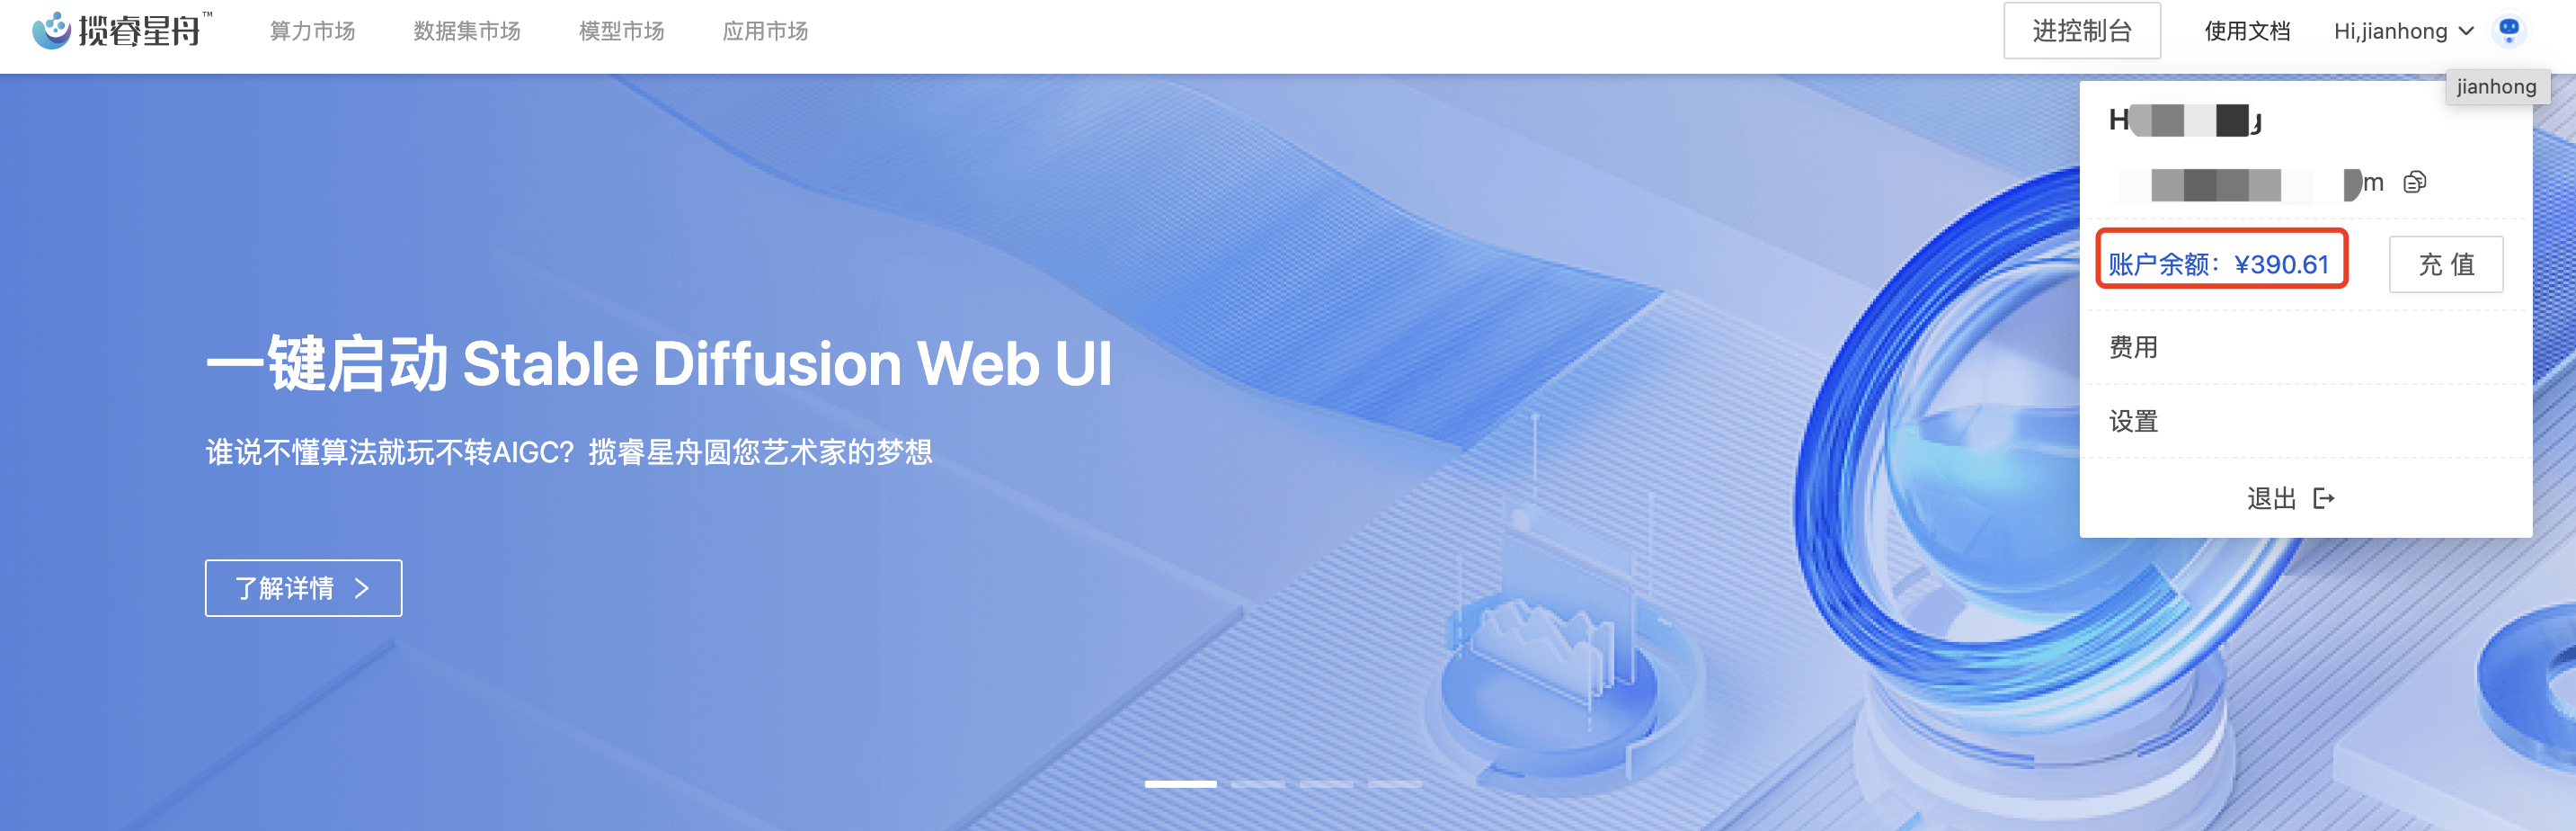 揽睿星舟™ 算力市场 数据集市场 模型市场 应用市场 进控制台 使用文档 Hi,jianhong
jianhong
账户余额：¥390.61 充 值
费用
设置
退出
一键启动 Stable Diffusion Web UI
谁说不懂算法就玩不转AIGC？揽睿星舟圆您艺术家的梦想
了解详情 >